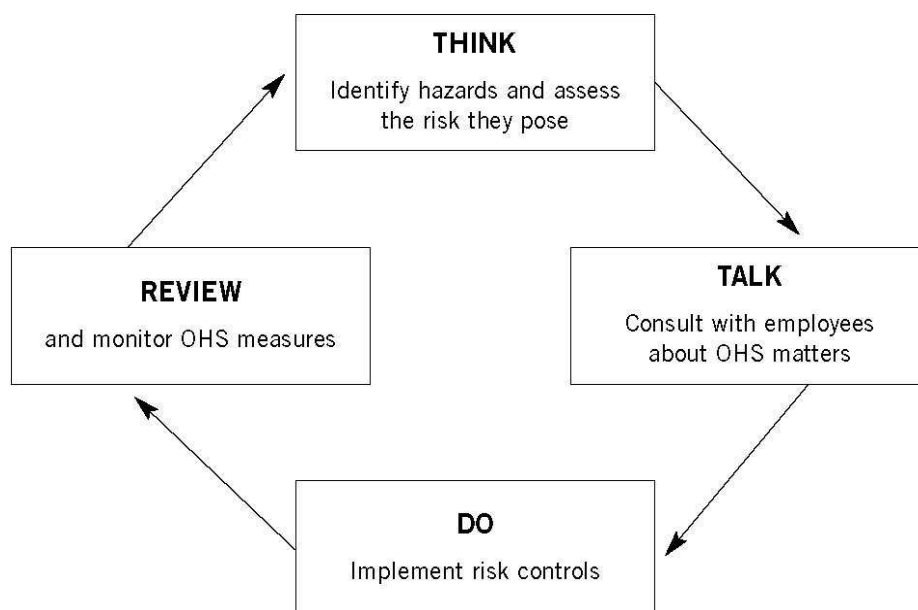 THINK
Identify hazards and assess
the risk they pose
TALK
Consult with employees
about OHS matters
DO
Implement risk controls
REVIEW
and monitor OHS measures